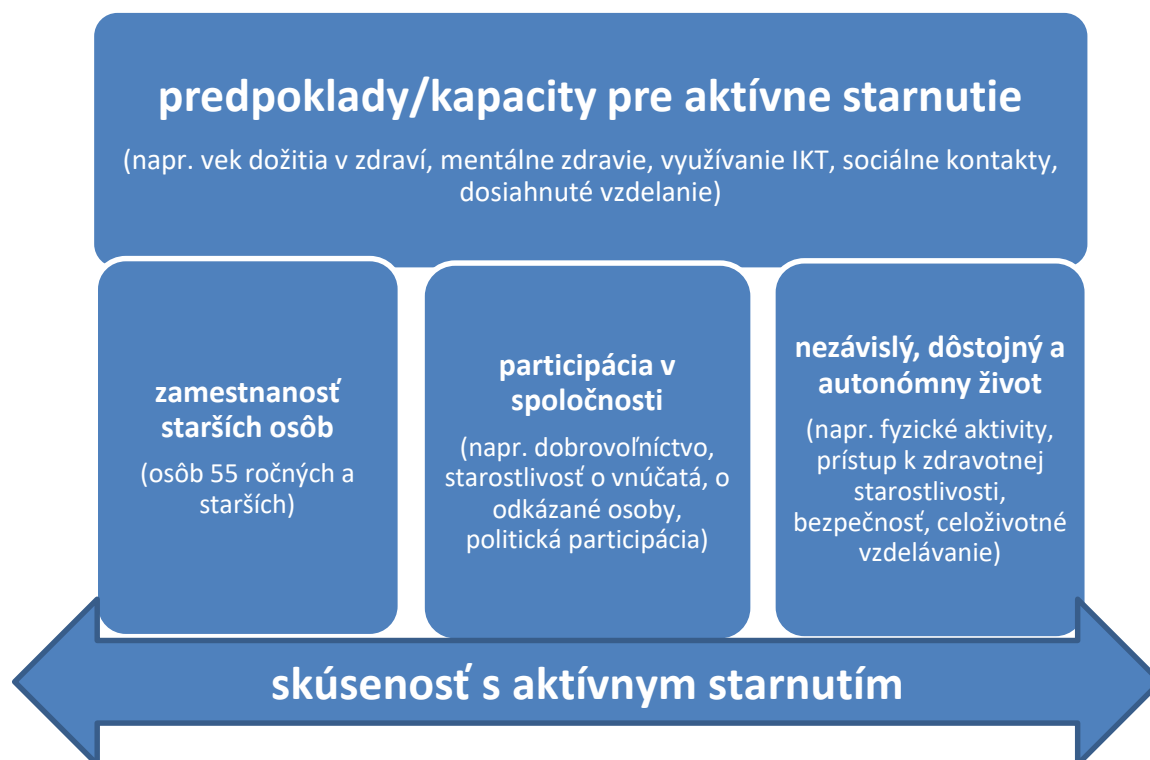 predpoklady/kapacity pre aktívne starnutie
(napr. vek dožitia v zdraví, mentálne zdravie, využívanie IKT, sociálne kontakty,
dosiahnuté vzdelanie)
zamestnanosť
starších osôb
(osôb 55 ročných a
starších)
participácia v
spoločnosti
(napr. dobrovoľníctvo,
starostlivosť o vnúčatá, o
odkázané osoby,
politická participácia)
nezávislý, dôstojný a
autonómny život
(napr. fyzické aktivity,
prístup k zdravotnej
starostlivosti,
bezpečnosť, celoživotné
vzdelávanie)
skúsenosť s aktívnym starnutím